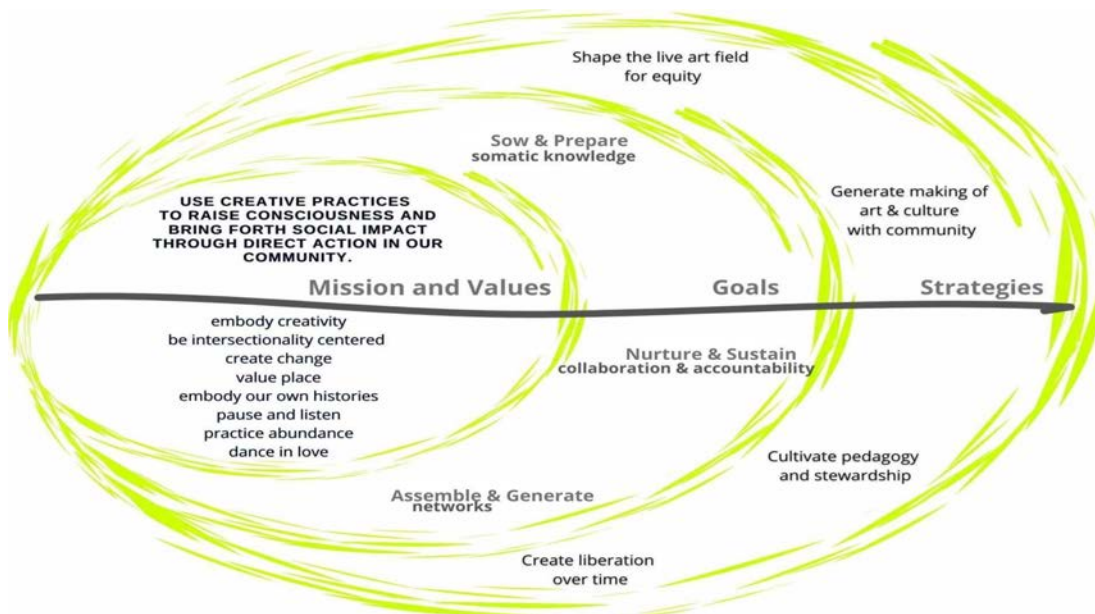 Shape the live art field
for equity
Sow & Prepare
somatic knowledge
USE CREATIVE PRACTICES
TO RAISE CONSCIOUSNESS AND
BRING FORTH SOCIAL IMPACT
THROUGH DIRECT ACTION IN OUR
COMMUNITY.
Generate making of
art & culture
with community
Mission and Values
Goals
Strategies
embody creativity
be intersectionality centered
create change
value place
embody our own histories
pause and listen
practice abundance
dance in love
Nurture & Sustain
collaboration & accountability
Cultivate pedagogy
and stewardship
Assemble & Generate
networks
Create liberation
over time